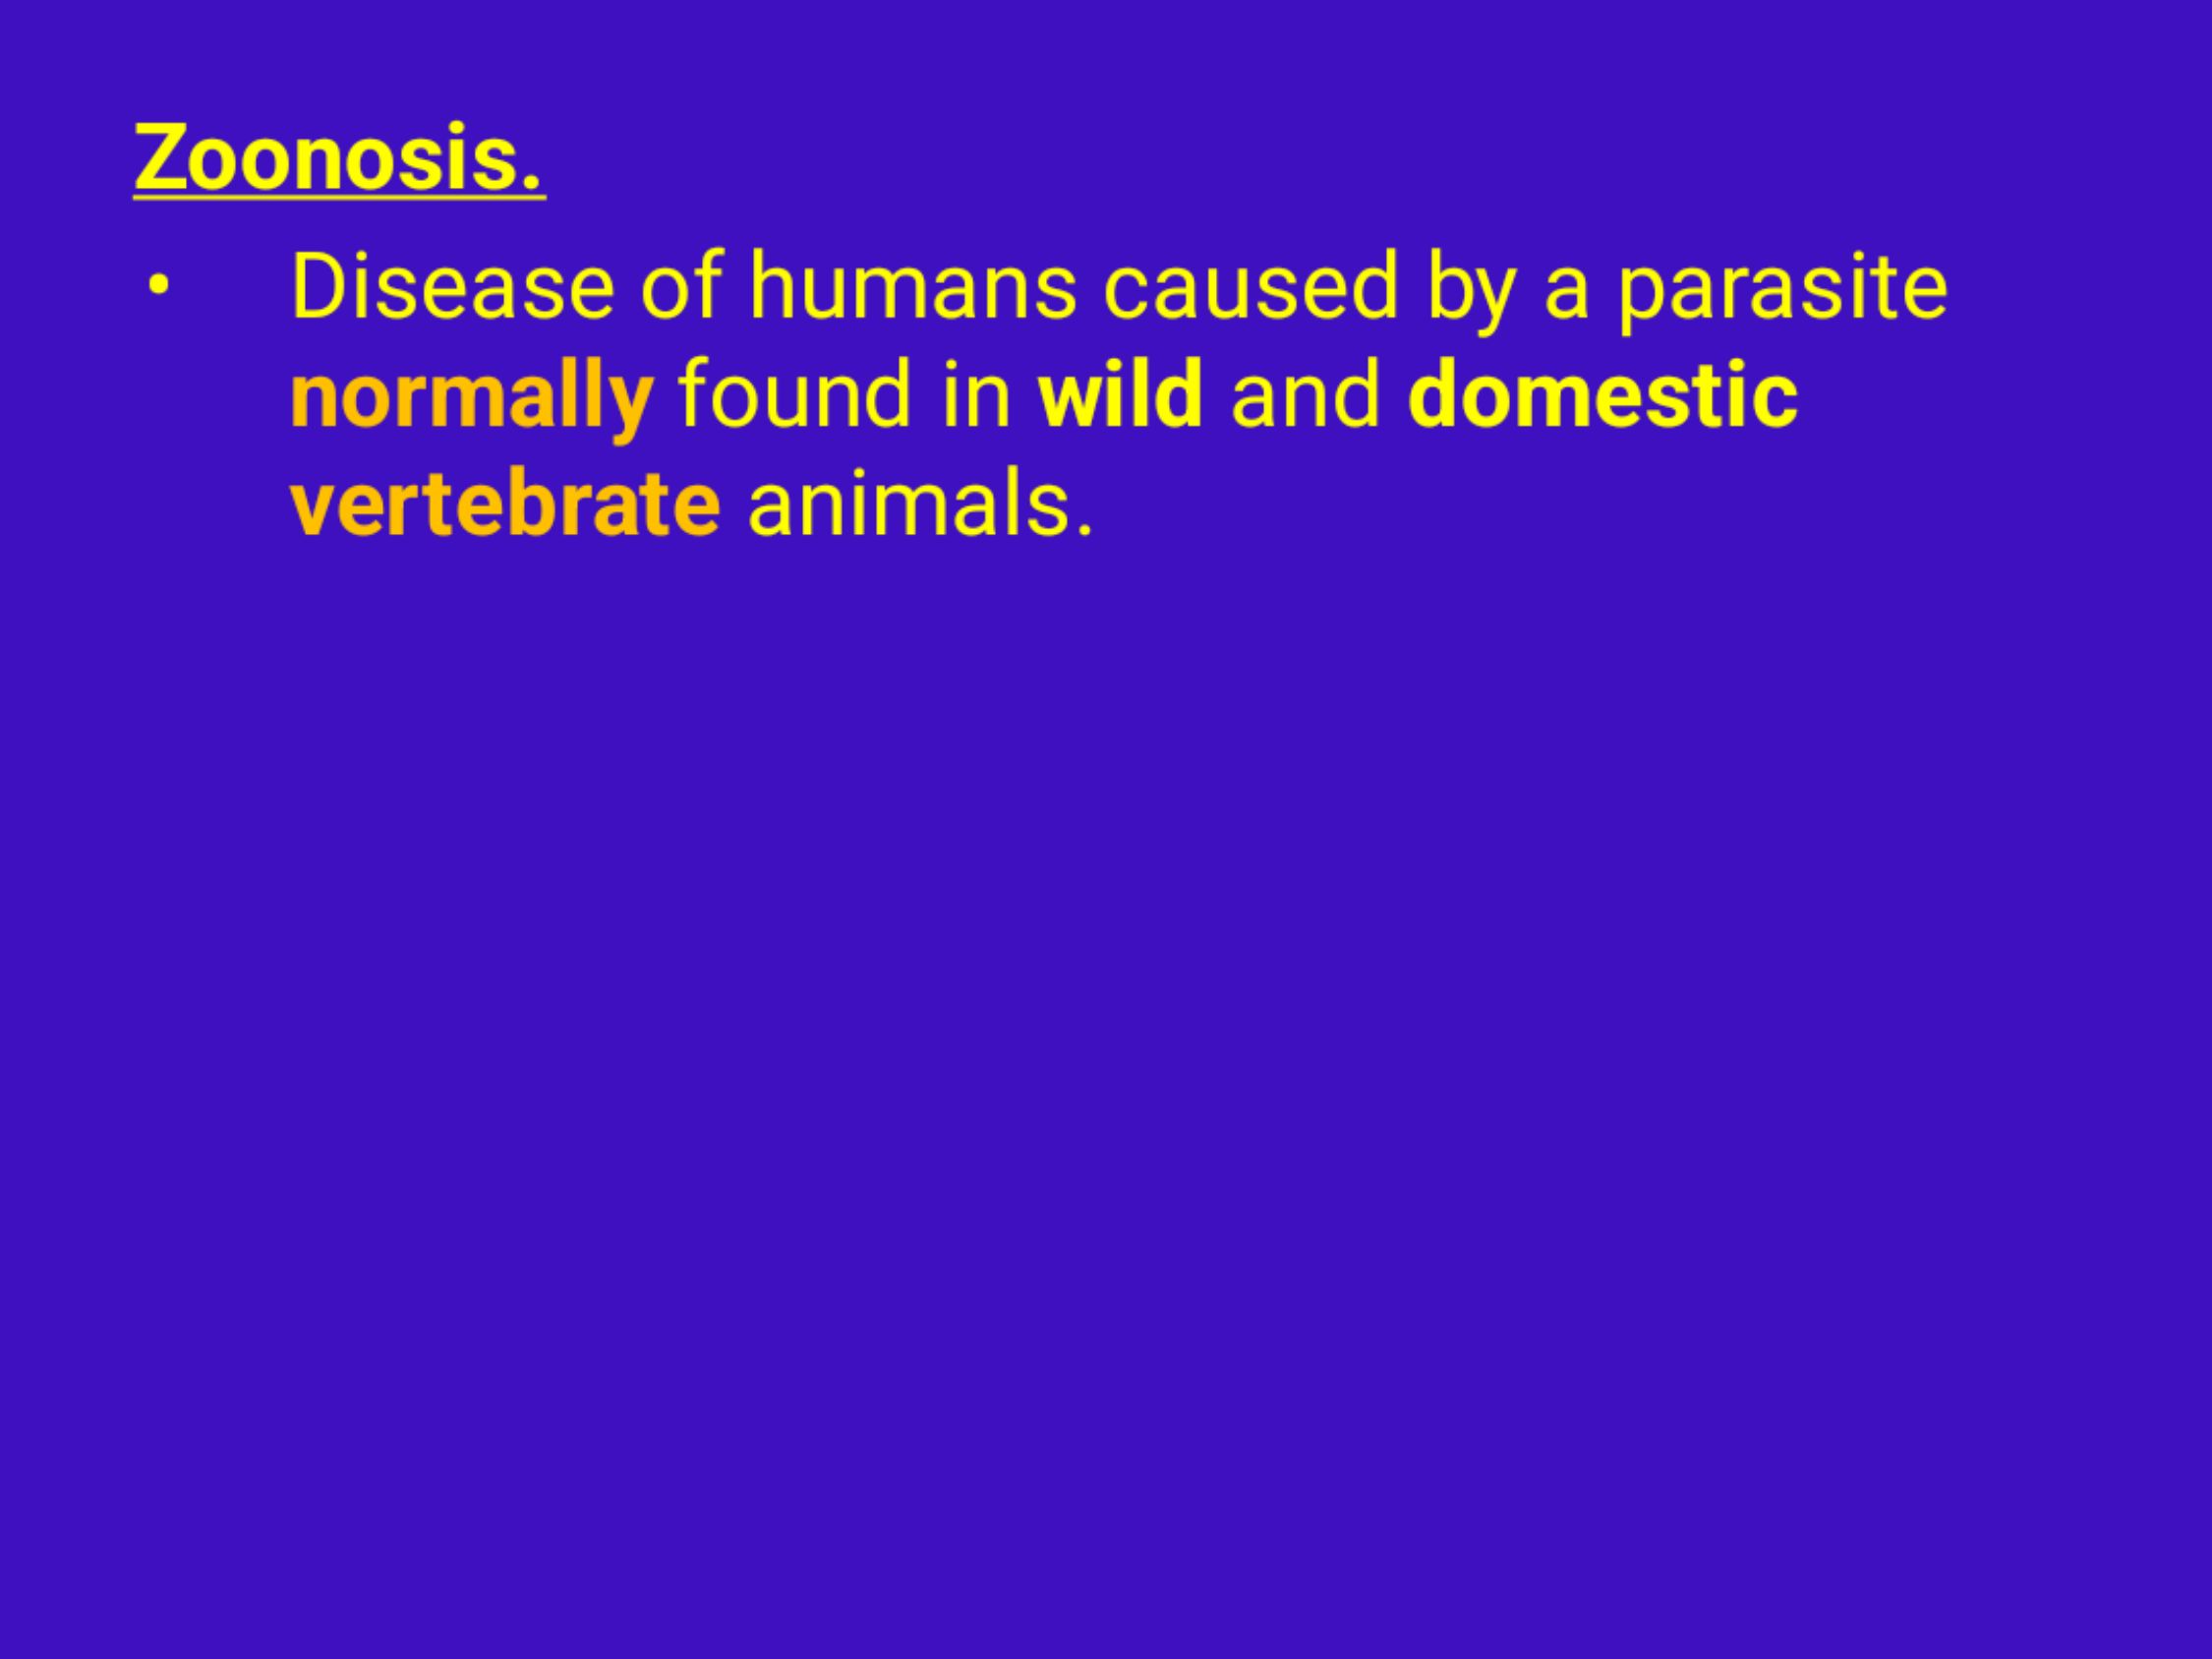 Zoonosis.
• Disease of humans caused by a parasite
normally found in wild and domestic
vertebrate animals.